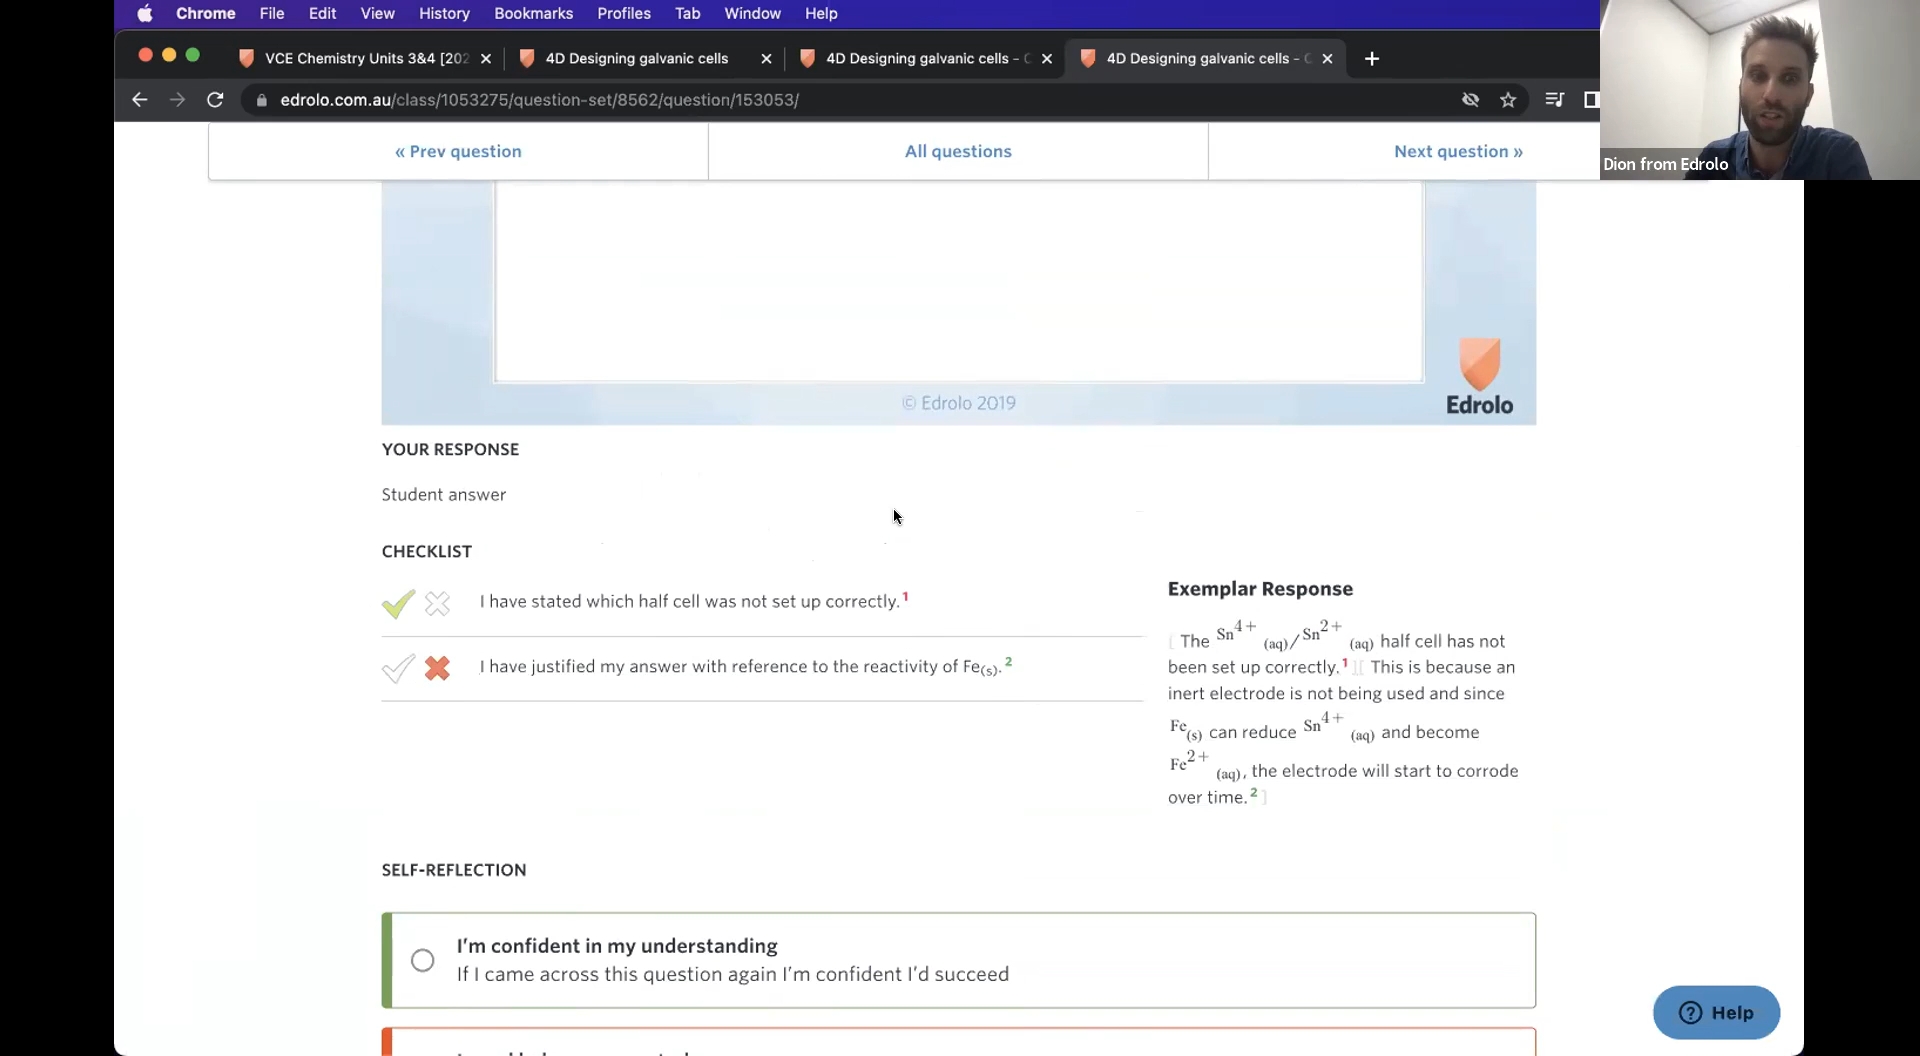 Chrome File Edit View History Bookmarks Profiles Tab Window Help
VCE Chemistry Units 3&4 [202
4D Designing galvanic cells
4D Designing galvanic cells – C
4D Designing galvanic cells – C
edrolo.com.au/class/1053275/question-set/8562/question/153053/
Dion from Edrolo
« Prev question
All questions
Next question »
© Edrolo 2019
Edrolo
YOUR RESPONSE
Student answer
CHECKLIST
I have stated which half cell was not set up correctly.¹
I have justified my answer with reference to the reactivity of Fe(s).²
Exemplar Response
[ The Sn⁴⁺(aq)/Sn²⁺(aq) half cell has not
been set up correctly.¹ ][ This is because an
inert electrode is not being used and since
Fe(s) can reduce Sn⁴⁺(aq) and become
Fe²⁺(aq), the electrode will start to corrode
over time.² ]
SELF-REFLECTION
I'm confident in my understanding
If I came across this question again I'm confident I'd succeed
Help